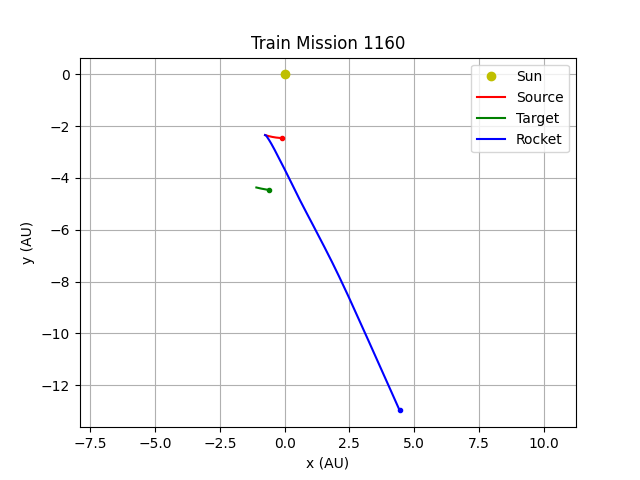 Train Mission 1160
Sun
Source
Target
Rocket
0
−2
−4
−6
−8
−10
−12
y (AU)
−7.5 −5.0 −2.5 0.0 2.5 5.0 7.5 10.0
x (AU)